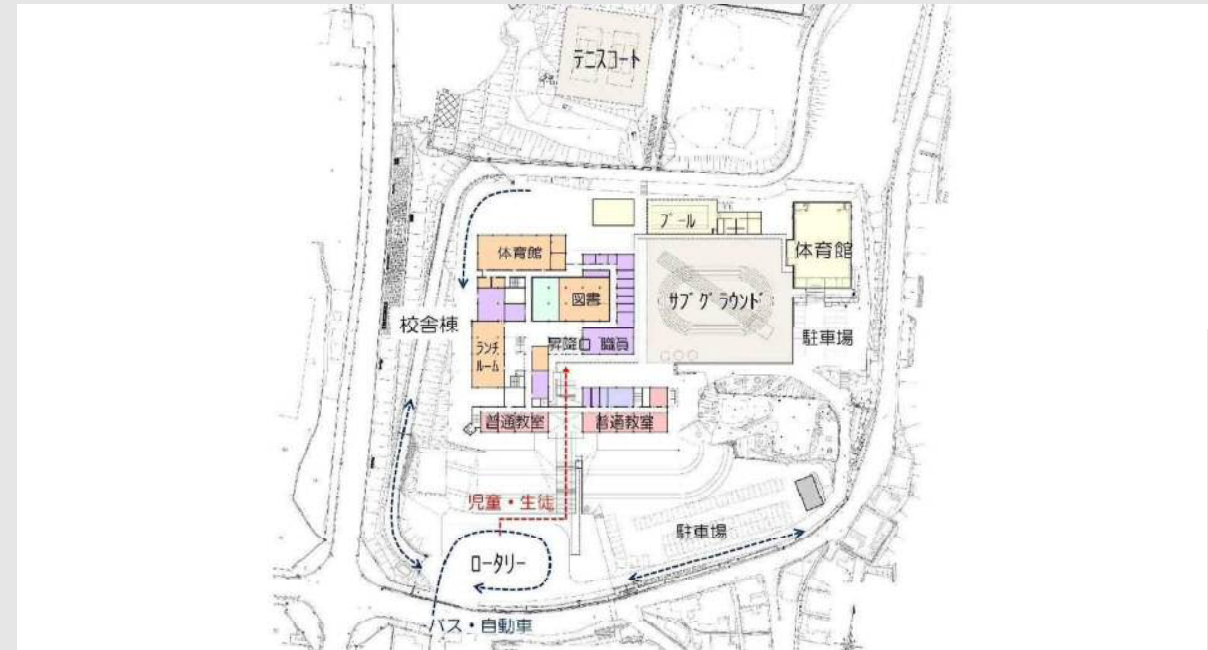 テニスコート
プール
体育館
体育館
図書
サブグラウンド
校舎棟
ランチ
ルーム
昇降口
職員
駐車場
普通教室
普通教室
児童・生徒
駐車場
ロータリー
バス・自動車